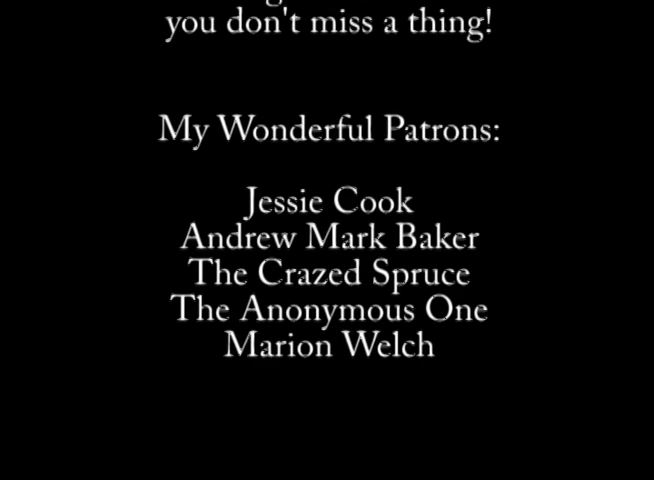 you don't miss a thing!
My Wonderful Patrons:
Jessie Cook
Andrew Mark Baker
The Crazed Spruce
The Anonymous One
Marion Welch